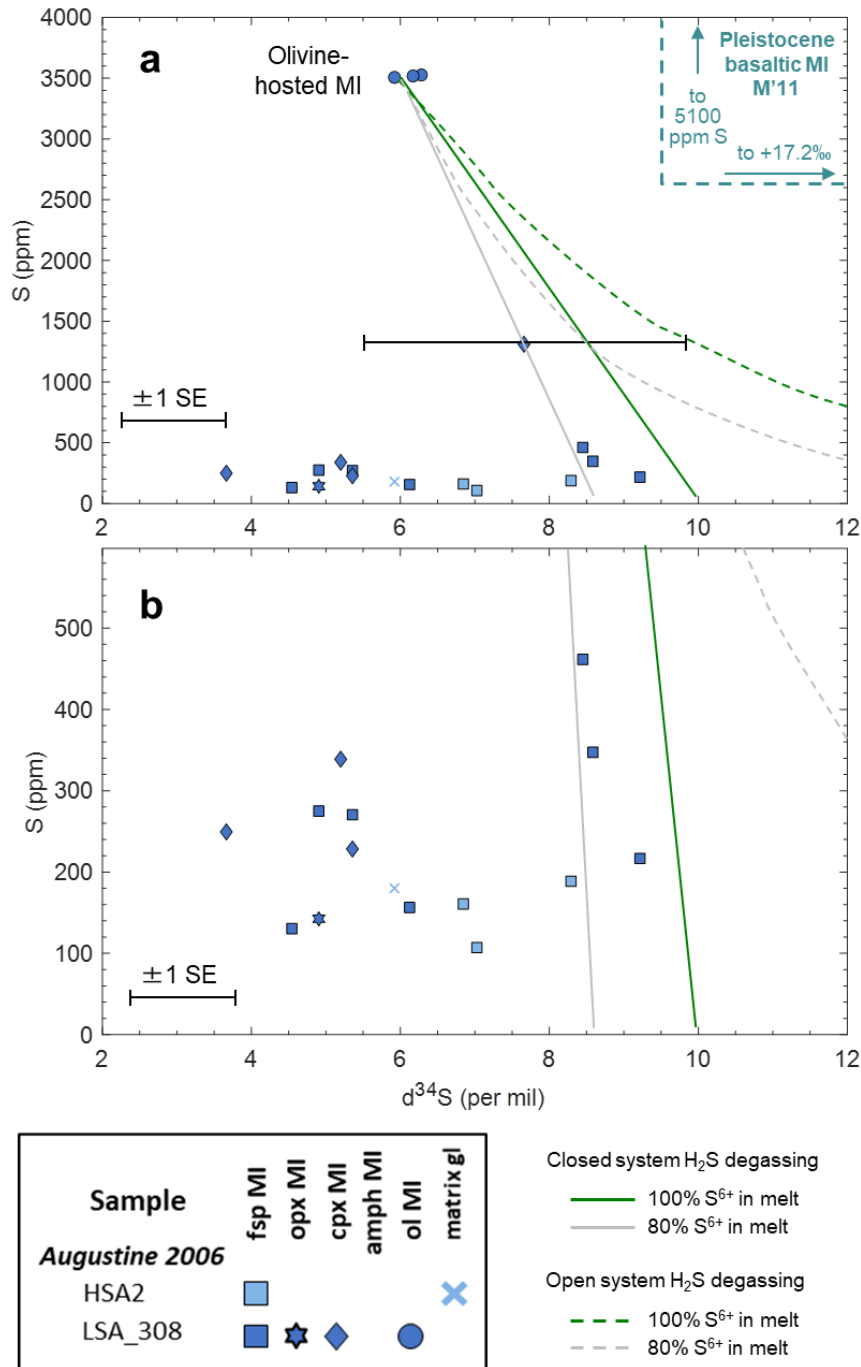 4000
3500
3000
2500
2000
1500
1000
500
0
S (ppm)
a
Olivine-
hosted MI
Pleistocene
basaltic MI
M'11
to
5100
ppm S
to +17.2‰
±1 SE
2
4
6
8
10
12
b
500
400
300
200
100
0
S (ppm)
±1 SE
2
4
6
8
10
12
d³⁴S (per mil)
Sample
fsp MI
opx MI
cpx MI
amph MI
ol MI
matrix gl
Augustine 2006
HSA2
LSA_308
Closed system H₂S degassing
100% S⁶⁺ in melt
80% S⁶⁺ in melt
Open system H₂S degassing
100% S⁶⁺ in melt
80% S⁶⁺ in melt